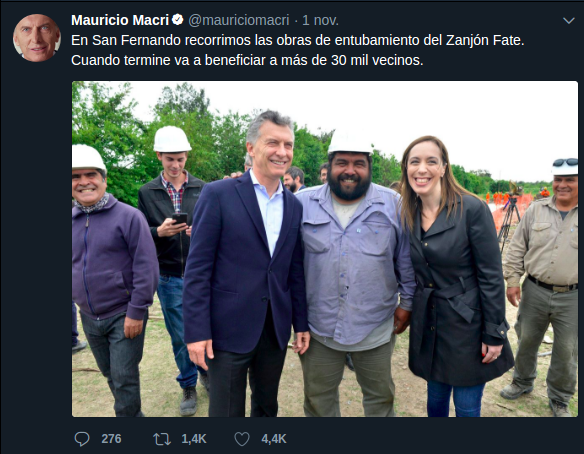 Mauricio Macri @mauriciomacri · 1 nov.
En San Fernando recorrimos las obras de entubamiento del Zanjón Fate.
Cuando termine va a beneficiar a más de 30 mil vecinos.
276 1,4K 4,4K